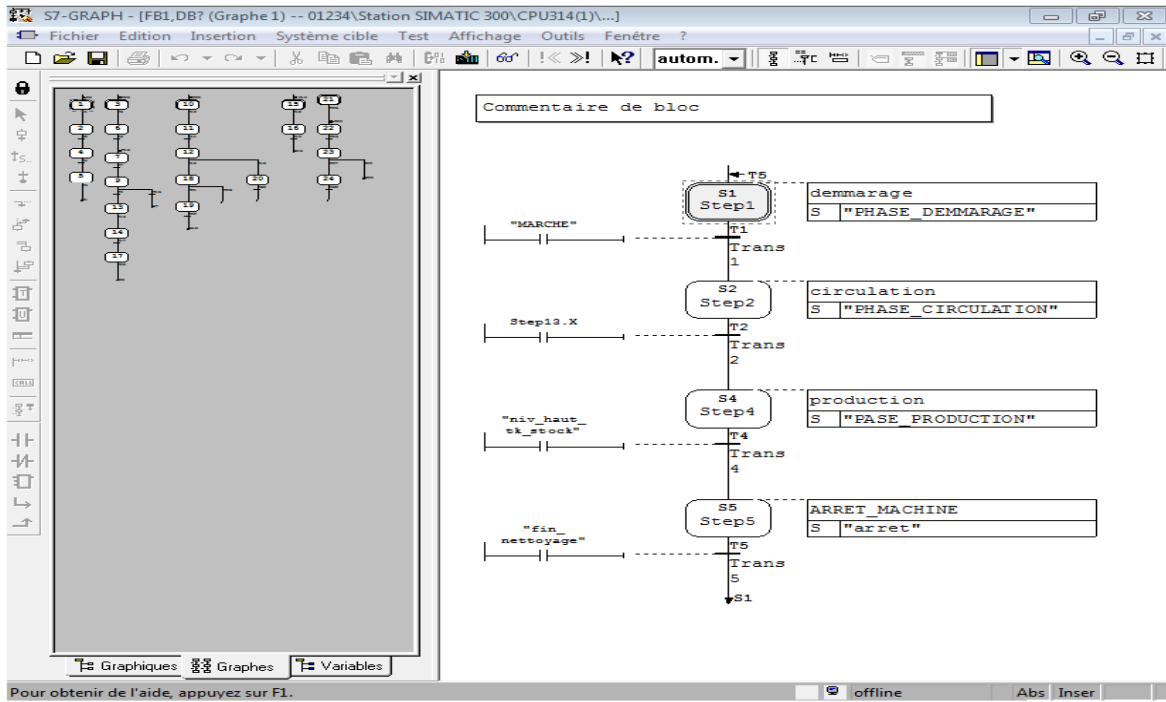 S7-GRAPH - [FB1,DB? (Graphe 1) -- 01234\Station SIMATIC 300\CPU314(1)\...]
Fichier Edition Insertion Système cible Test Affichage Outils Fenêtre ?
autom.
1 3 10 15 21
2 6 11 16 22
4 7 12 23
5 9 18 20 24
13 19
14
17
Commentaire de bloc
T5
S1
Step1
demmarage
S "PHASE_DEMMARAGE"
"MARCHE"
T1
Trans
1
S2
Step2
circulation
S "PHASE_CIRCULATION"
Step13.X
T2
Trans
2
S4
Step4
production
S "PASE_PRODUCTION"
"niv_haut_
tk_stock"
T4
Trans
4
S5
Step5
ARRET_MACHINE
S "arret"
"fin_
nettoyage"
T5
Trans
5
S1
Graphiques Graphes Variables
Pour obtenir de l'aide, appuyez sur F1. offline Abs Inser